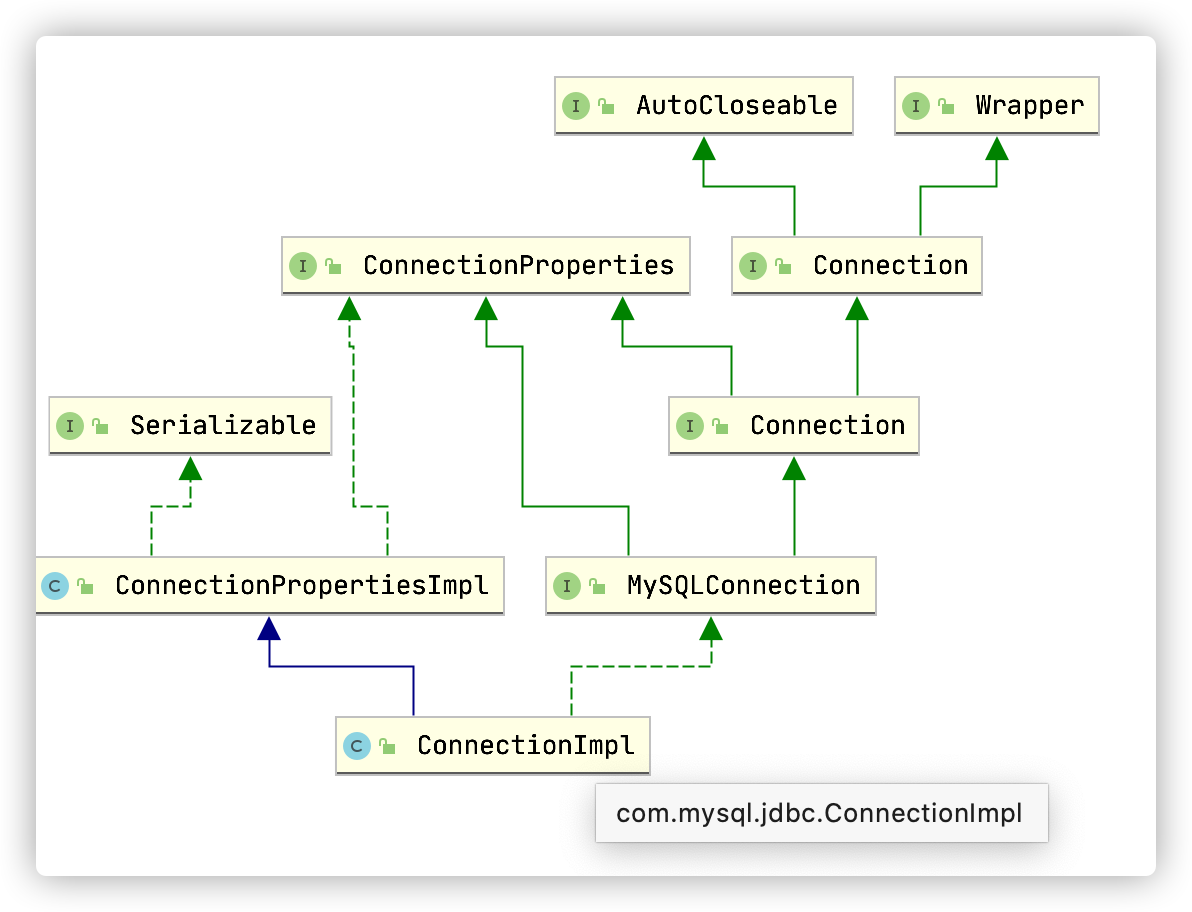 I AutoCloseable
I Wrapper
I ConnectionProperties
I Connection
I Serializable
I Connection
C ConnectionPropertiesImpl
I MySQLConnection
C ConnectionImpl
com.mysql.jdbc.ConnectionImpl